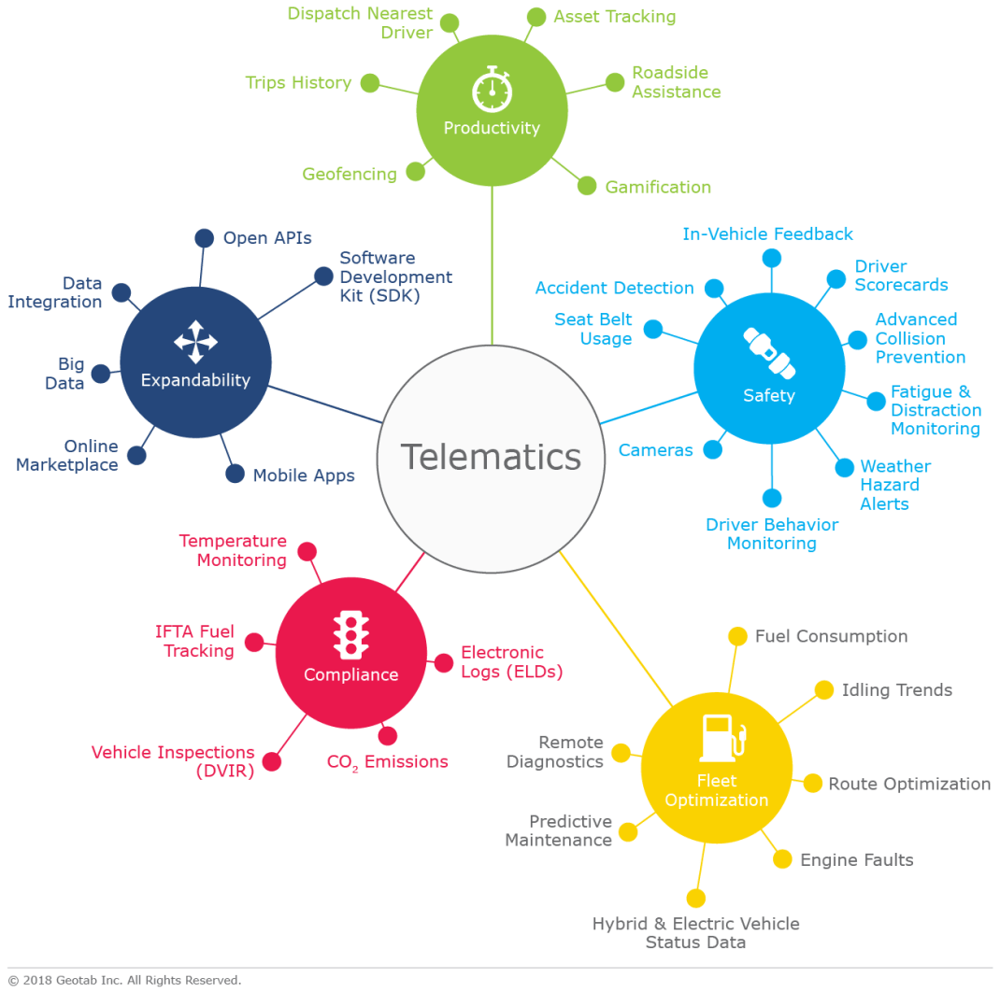 Dispatch Nearest
Driver
Asset Tracking
Trips History
Roadside
Assistance
Productivity
Geofencing
Gamification
Open APIs
Software
Development
Kit (SDK)
Data
Integration
Big
Data
Expandability
Online
Marketplace
Mobile Apps
In-Vehicle Feedback
Accident Detection
Driver
Scorecards
Seat Belt
Usage
Advanced
Collision
Prevention
Safety
Fatigue &
Distraction
Monitoring
Cameras
Weather
Hazard
Alerts
Driver Behavior
Monitoring
Telematics
Temperature
Monitoring
IFTA Fuel
Tracking
Compliance
Electronic
Logs (ELDs)
Vehicle Inspections
(DVIR)
CO₂ Emissions
Fuel Consumption
Idling Trends
Remote
Diagnostics
Fleet
Optimization
Route Optimization
Predictive
Maintenance
Engine Faults
Hybrid & Electric Vehicle
Status Data
© 2018 Geotab Inc. All Rights Reserved.